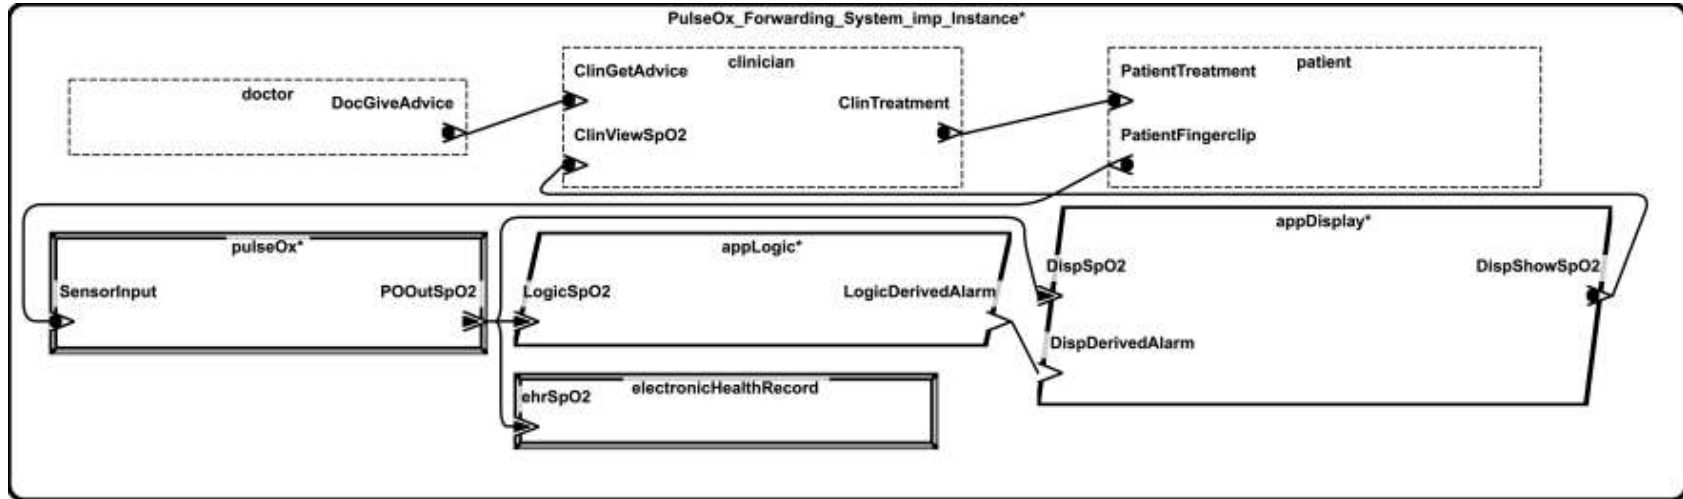 PulseOx_Forwarding_System_imp_Instance*
doctor
DocGiveAdvice
clinician
ClinGetAdvice
ClinTreatment
ClinViewSpO2
patient
PatientTreatment
PatientFingerclip
pulseOx*
SensorInput
POOutSpO2
appLogic*
LogicSpO2
LogicDerivedAlarm
appDisplay*
DispSpO2
DispShowSpO2
DispDerivedAlarm
electronicHealthRecord
ehrSpO2